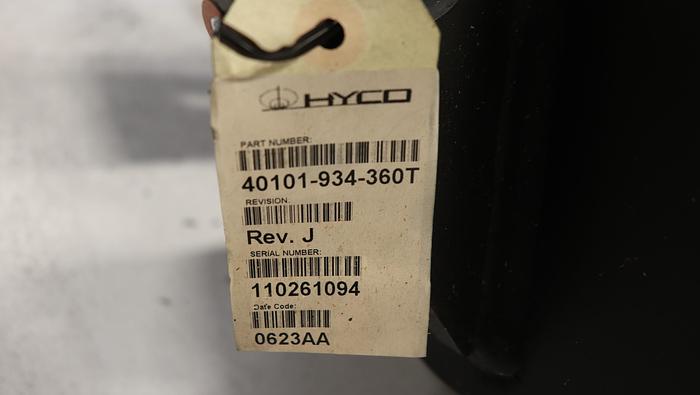 HYCO
PART NUMBER:
40101-934-360T
REVISION:
Rev. J
SERIAL NUMBER:
110261094
Date Code:
0623AA